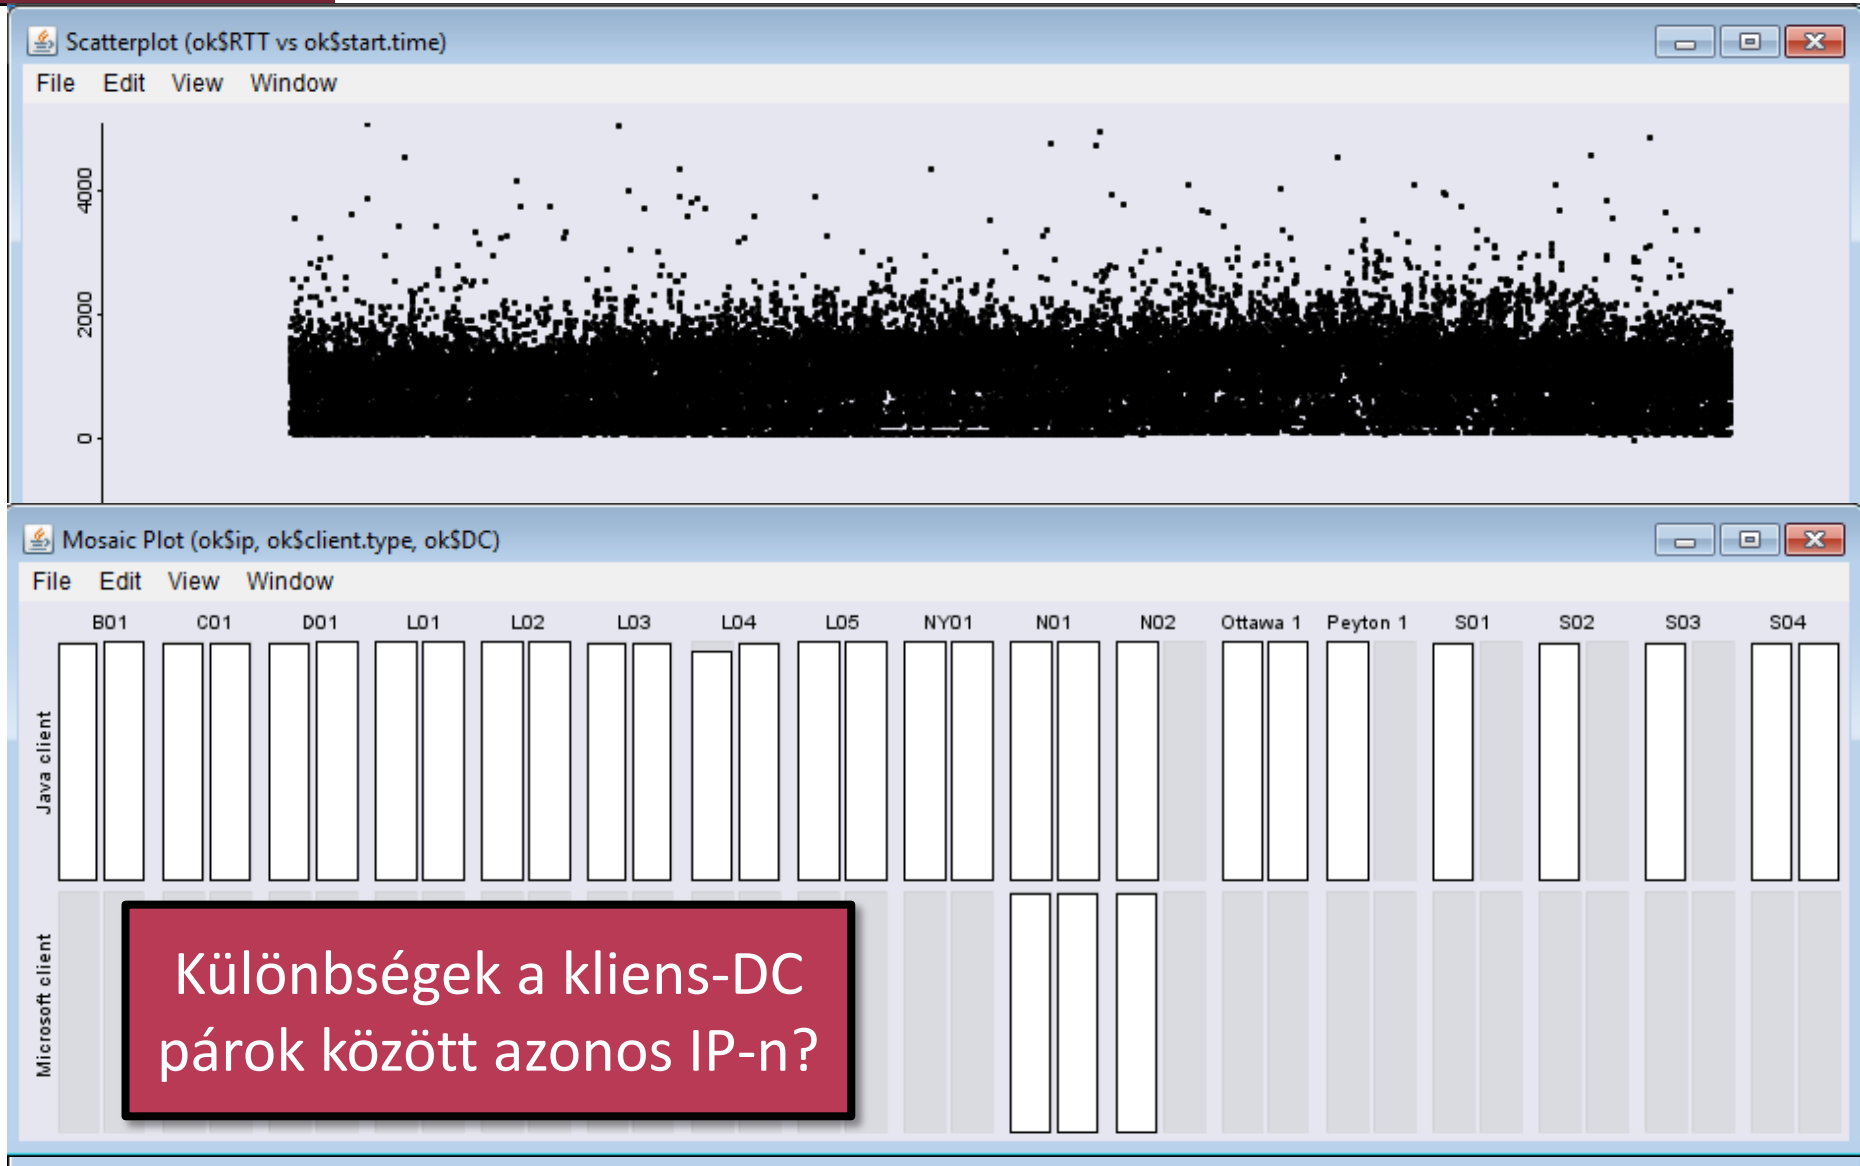 Scatterplot (ok$RTT vs ok$start.time)
File Edit View Window
4000
2000
0
Mosaic Plot (ok$ip, ok$client.type, ok$DC)
File Edit View Window
B01 C01 D01 L01 L02 L03 L04 L05 NY01 N01 N02 Ottawa 1 Peyton 1 S01 S02 S03 S04
Java client
Microsoft client
Különbségek a kliens-DC
párok között azonos IP-n?